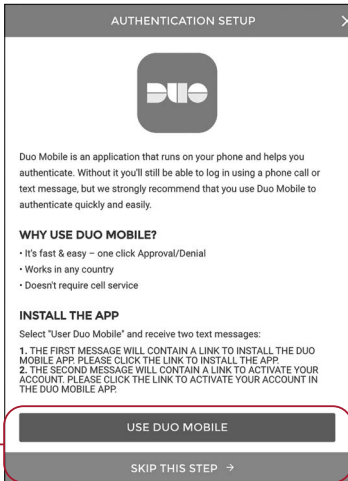 AUTHENTICATION SETUP
DUO
Duo Mobile is an application that runs on your phone and helps you
authenticate. Without it you'll still be able to log in using a phone call or
text message, but we strongly recommend that you use Duo Mobile to
authenticate quickly and easily.
WHY USE DUO MOBILE?
• It's fast & easy – one click Approval/Denial
• Works in any country
• Doesn't require cell service
INSTALL THE APP
Select "User Duo Mobile" and receive two text messages:
1. THE FIRST MESSAGE WILL CONTAIN A LINK TO INSTALL THE DUO
MOBILE APP. PLEASE CLICK THE LINK TO INSTALL THE APP.
2. THE SECOND MESSAGE WILL CONTAIN A LINK TO ACTIVATE YOUR
ACCOUNT. PLEASE CLICK THE LINK TO ACTIVATE YOUR ACCOUNT IN
THE DUO MOBILE APP.
USE DUO MOBILE
SKIP THIS STEP →